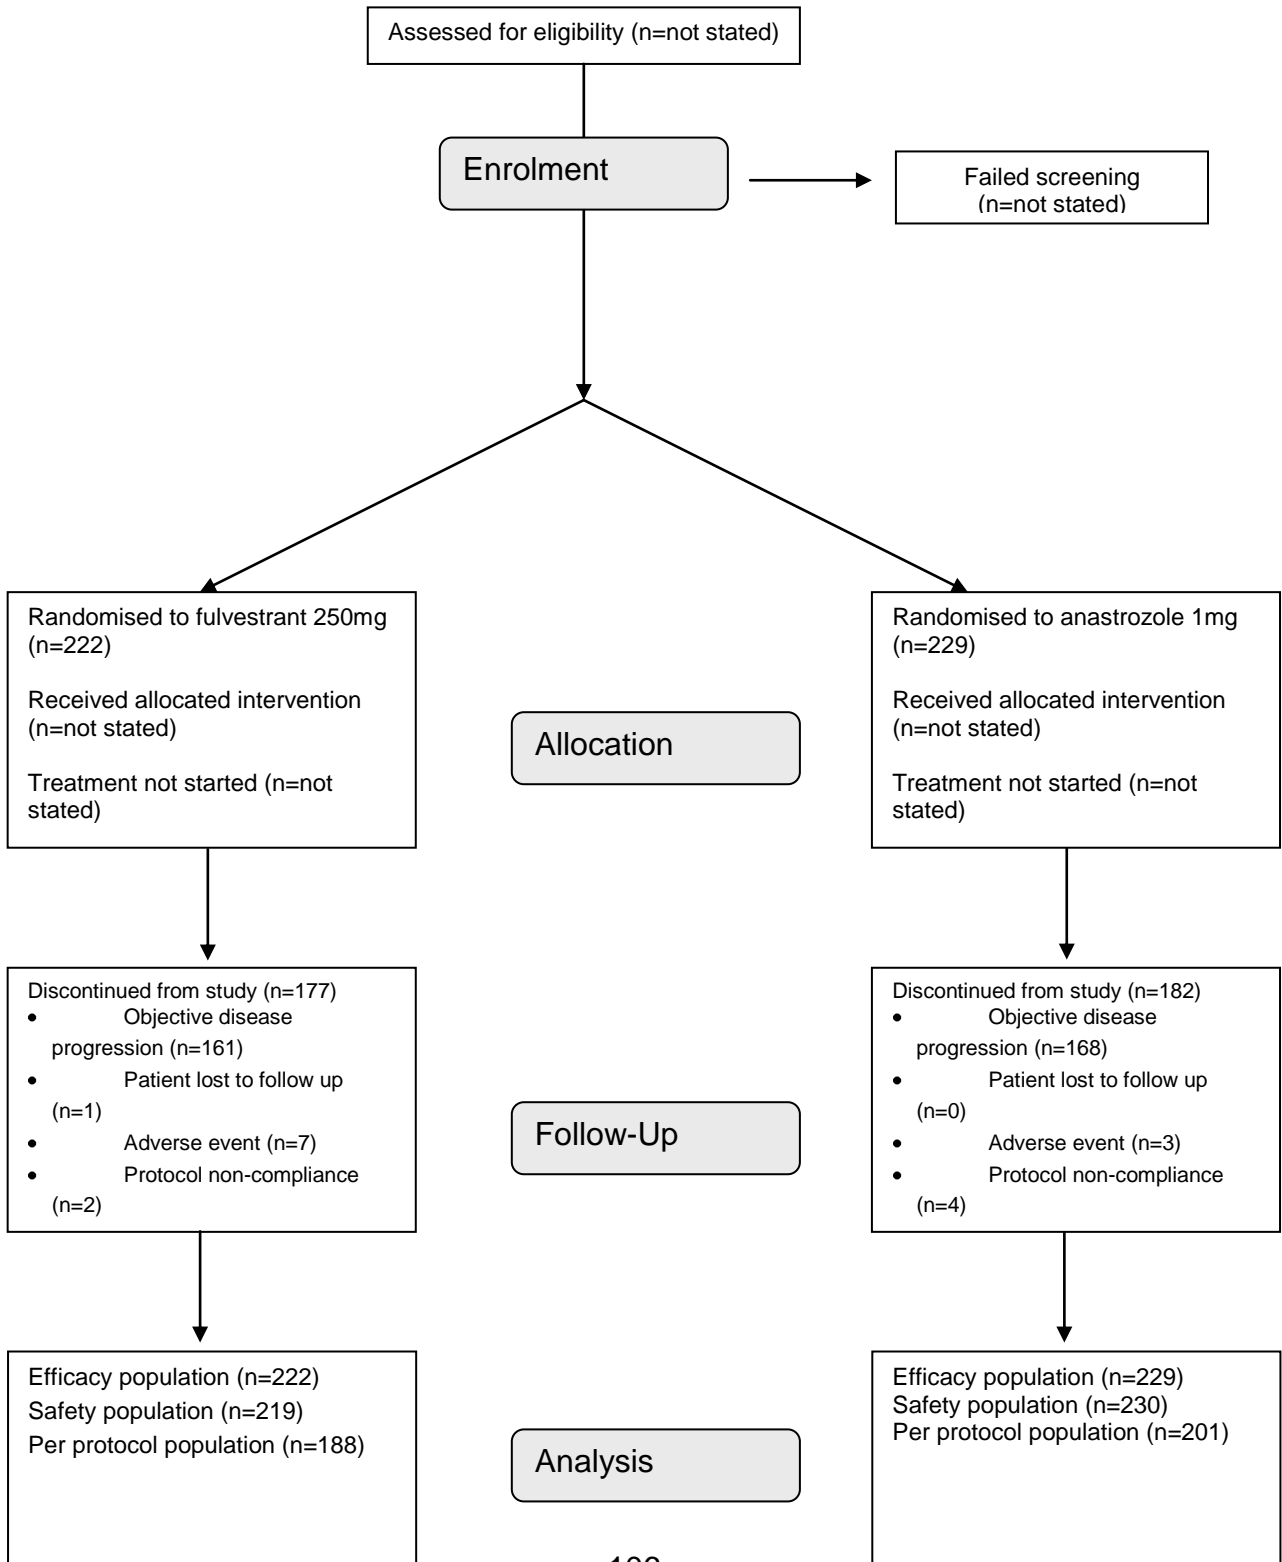 Assessed for eligibility (n=not stated)
Enrolment
Failed screening
(n=not stated)
Randomised to fulvestrant 250mg
(n=222)
Received allocated intervention
(n=not stated)
Treatment not started (n=not
stated)
Allocation
Randomised to anastrozole 1mg
(n=229)
Received allocated intervention
(n=not stated)
Treatment not started (n=not
stated)
Discontinued from study (n=177)
• Objective disease
progression (n=161)
• Patient lost to follow up
(n=1)
• Adverse event (n=7)
• Protocol non-compliance
(n=2)
Follow-Up
Discontinued from study (n=182)
• Objective disease
progression (n=168)
• Patient lost to follow up
(n=0)
• Adverse event (n=3)
• Protocol non-compliance
(n=4)
Efficacy population (n=222)
Safety population (n=219)
Per protocol population (n=188)
Analysis
Efficacy population (n=229)
Safety population (n=230)
Per protocol population (n=201)